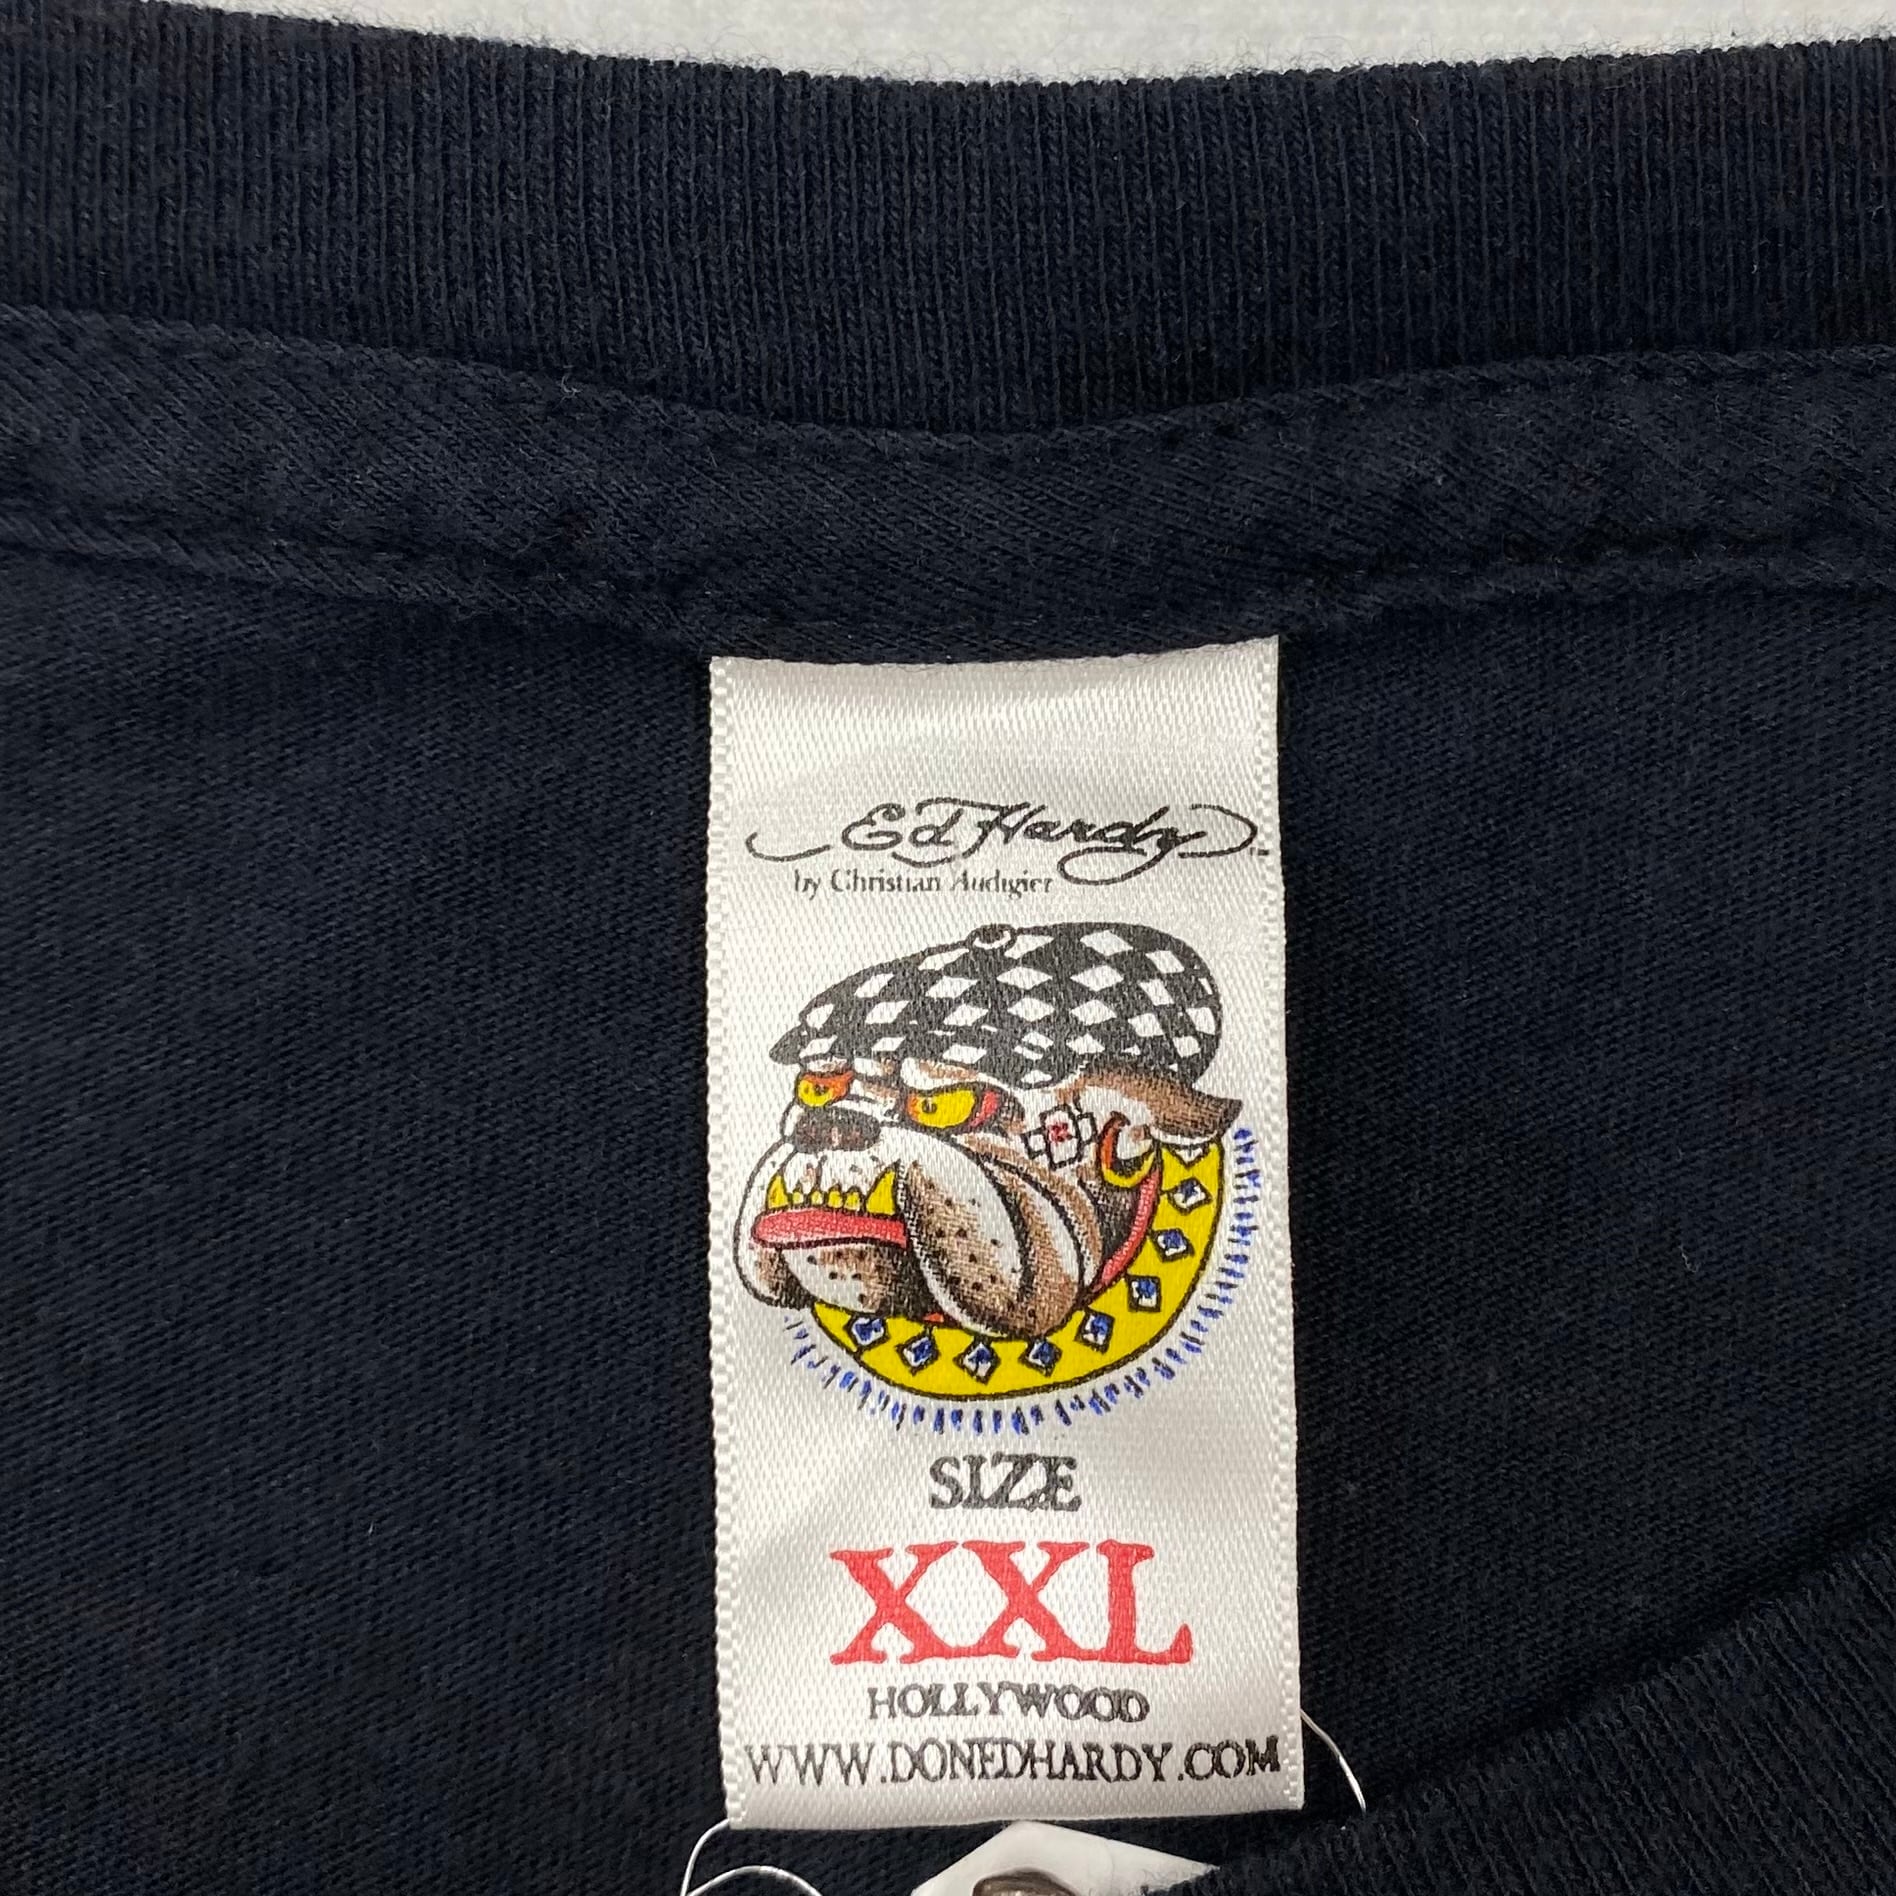 Ed Hardy
by Christian Audigier
SIZE
XXL
HOLLYWOOD
WWW.DONEDHARDY.COM